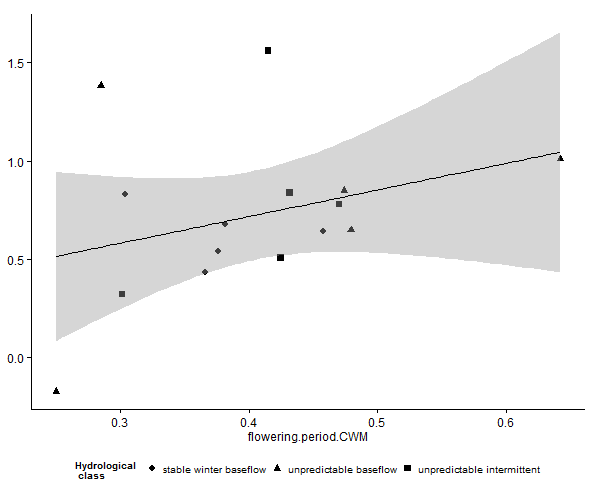 1.5
1.0
0.5
0.0
0.3 0.4 0.5 0.6
flowering.period.CWM
Hydrological
class
stable winter baseflow unpredictable baseflow unpredictable intermittent